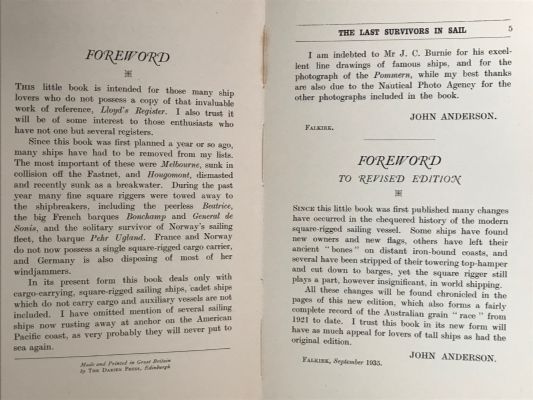 FOREWORD
THIS little book is intended for those many ship
lovers who do not possess a copy of that invaluable
work of reference, Lloyd's Register. I also trust it
will be of some interest to those enthusiasts who
have not one but several registers.
Since this book was first planned a year or so ago,
many ships have had to be removed from my lists.
The most important of these were Melbourne, sunk in
collision off the Fastnet, and Hougomont, dismasted
and recently sunk as a breakwater. During the past
year many fine square riggers were towed away to
the shipbreakers, including the peerless Beatrice,
the big French barques Bonchamp and General de
Sonis, and the solitary survivor of Norway's sailing
fleet, the barque Pehr Ugland. France and Norway
do not now possess a single square-rigged cargo carrier,
and Germany is also disposing of most of her
windjammers.
In its present form this book deals only with
cargo-carrying, square-rigged sailing ships, cadet ships
which do not carry cargo and auxiliary vessels are not
included. I have omitted mention of several sailing
ships now rusting away at anchor on the American
Pacific coast, as very probably they will never put to
sea again.
Made and Printed in Great Britain
by THE DARIEN PRESS, Edinburgh
THE LAST SURVIVORS IN SAIL 5
I am indebted to Mr J. C. Burnie for his excel-
lent line drawings of famous ships, and for the
photograph of the Pommern, while my best thanks
are also due to the Nautical Photo Agency for the
other photographs included in the book.
JOHN ANDERSON.
FALKIRK.
FOREWORD
TO REVISED EDITION
SINCE this little book was first published many changes
have occurred in the chequered history of the modern
square-rigged sailing vessel. Some ships have found
new owners and new flags, others have left their
ancient "bones" on distant iron-bound coasts, and
several have been stripped of their towering top-hamper
and cut down to barges, yet the square rigger still
plays a part, however insignificant, in world shipping.
All these changes will be found chronicled in the
pages of this new edition, which also forms a fairly
complete record of the Australian grain "race" from
1921 to date. I trust this book in its new form will
have as much appeal for lovers of tall ships as had the
original edition.
JOHN ANDERSON.
FALKIRK, September 1935.